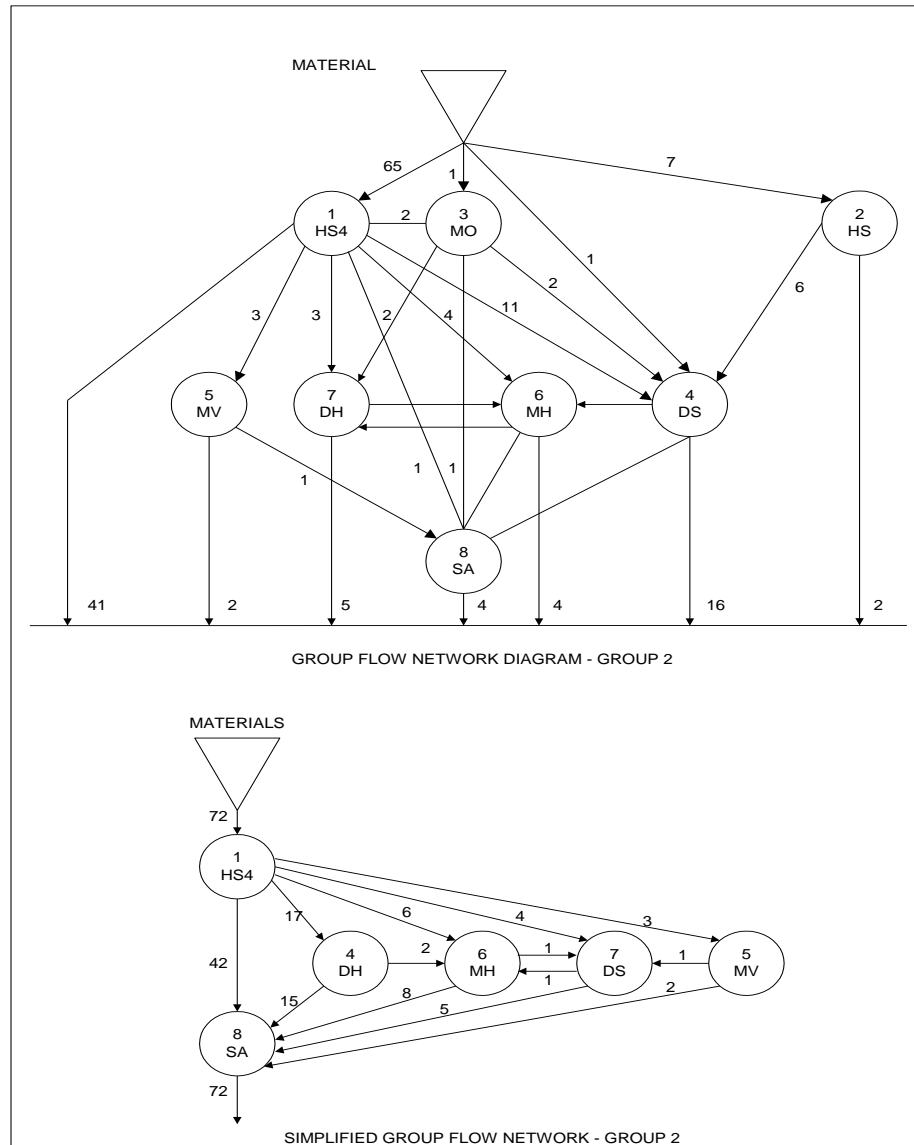 MATERIAL
7
65
1
1 HS4
2
3 MO
2 HS
1
2
6
3
3
2
4
11
5 MV
7 DH
6 MH
4 DS
1
1
1
8 SA
41
2
5
4
4
16
2
GROUP FLOW NETWORK DIAGRAM - GROUP 2
MATERIALS
72
1 HS4
17
6
4
3
42
4 DH
2
6 MH
1
7 DS
1
5 MV
15
8
5
1
2
8 SA
72
SIMPLIFIED GROUP FLOW NETWORK - GROUP 2